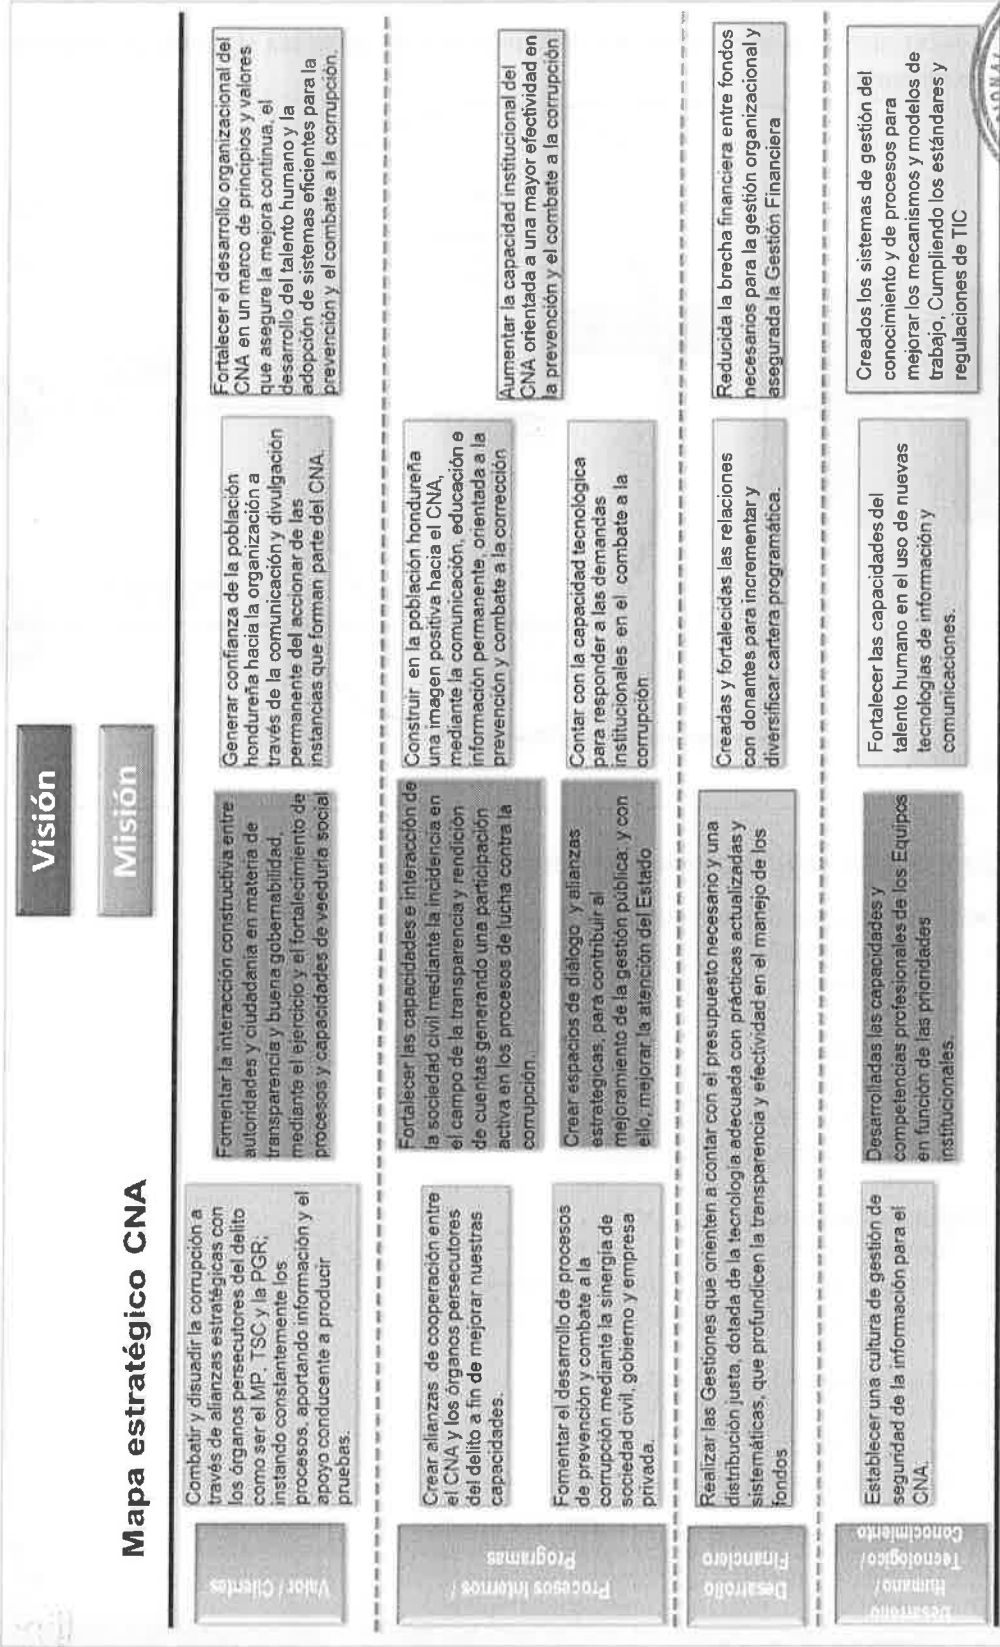 Visión
Misión
Mapa estratégico CNA
Valor / Clientes
Combatir y disuadir la corrupción a
través de alianzas estratégicas con
los órganos persecutores del delito
como ser el MP, TSC y la PGR;
instando constantemente los
procesos, aportando información y el
apoyo conducente a producir
pruebas.
Fomentar la interacción constructiva entre
autoridades y ciudadanía en materia de
transparencia y buena gobernabilidad,
mediante el ejercicio y el fortalecimiento de
procesos y capacidades de veeduría social
Generar confianza de la población
hondureña hacia la organización a
través de la comunicación y divulgación
permanente del accionar de las
instancias que forman parte del CNA.
Fortalecer el desarrollo organizacional del
CNA en un marco de principios y valores
que asegure la mejora continua, el
desarrollo del talento humano y la
adopción de sistemas eficientes para la
prevención y el combate a la corrupción.
Procesos Internos /
Programas
Crear alianzas de cooperación entre
el CNA y los órganos persecutores
del delito a fin de mejorar nuestras
capacidades.
Fortalecer las capacidades e interacción de
la sociedad civil mediante la incidencia en
el campo de la transparencia y rendición
de cuentas generando una participación
activa en los procesos de lucha contra la
corrupción.
Construir en la población hondureña
una imagen positiva hacia el CNA,
mediante la comunicación, educación e
información permanente, orientada a la
prevención y combate a la corrección
Aumentar la capacidad institucional del
CNA orientada a una mayor efectividad en
la prevención y el combate a la corrupción
Fomentar el desarrollo de procesos
de prevención y combate a la
corrupción mediante la sinergia de
sociedad civil, gobierno y empresa
privada.
Crear espacios de diálogo y alianzas
estratégicas, para contribuir al
mejoramiento de la gestión pública; y con
ello, mejorar la atención del Estado
Contar con la capacidad tecnológica
para responder a las demandas
institucionales en el combate a la
corrupción
Desarrollo
Financiero
Realizar las Gestiones que orienten a contar con el presupuesto necesario y una
distribución justa, dotada de la tecnología adecuada con prácticas actualizadas y
sistemáticas, que profundicen la transparencia y efectividad en el manejo de los
fondos
Creadas y fortalecidas las relaciones
con donantes para incrementar y
diversificar cartera programática.
Reducida la brecha financiera entre fondos
necesarios para la gestión organizacional y
asegurada la Gestión Financiera
Desarrollo
Humano /
Tecnológico /
Conocimiento
Establecer una cultura de gestión de
seguridad de la información para el
CNA.
Desarrolladas las capacidades y
competencias profesionales de los Equipos
en función de las prioridades
institucionales.
Fortalecer las capacidades del
talento humano en el uso de nuevas
tecnologías de información y
comunicaciones.
Creados los sistemas de gestión del
conocimiento y de procesos para
mejorar los mecanismos y modelos de
trabajo, Cumpliendo los estándares y
regulaciones de TIC